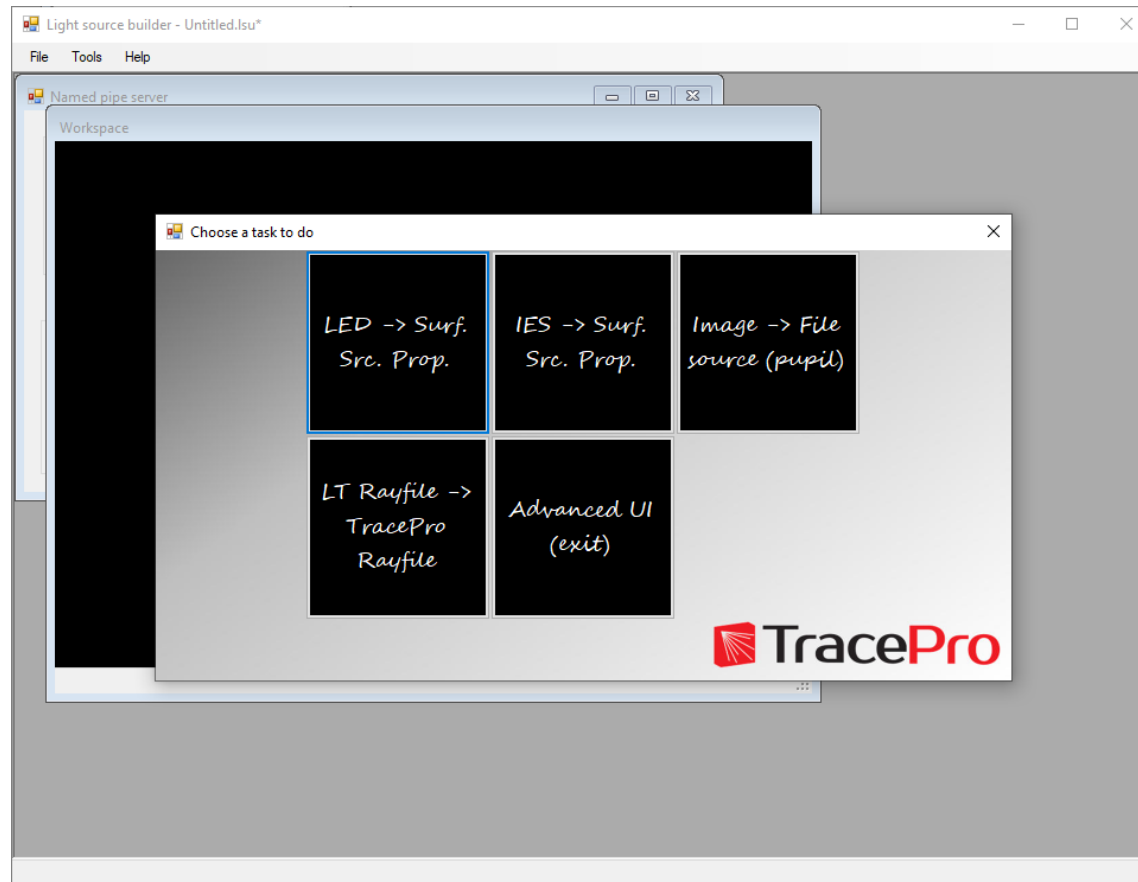 Light source builder - Untitled.lsu*
File Tools Help
Named pipe server
Workspace
Choose a task to do
LED -> Surf.
Src. Prop.
IES -> Surf.
Src. Prop.
Image -> File
source (pupil)
LT Rayfile ->
TracePro
Rayfile
Advanced UI
(exit)
TracePro